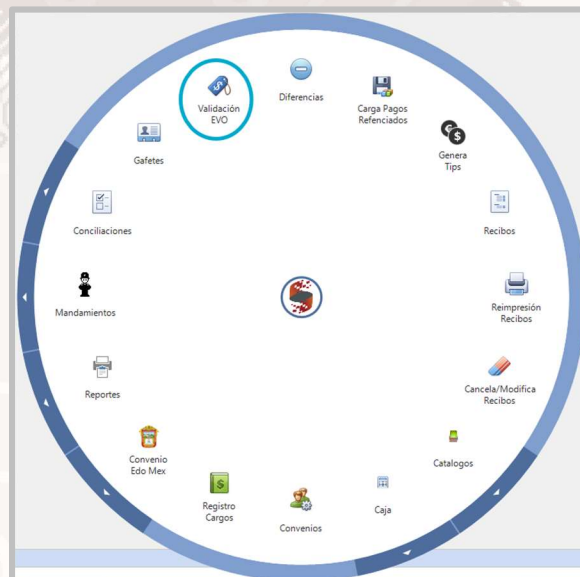 Diferencias
Validación
EVO
Carga Pagos
Refenciados
Genera
Tips
Gafetes
Recibos
Conciliaciones
Reimpresión
Recibos
Mandamientos
Cancela/Modifica
Recibos
Reportes
Catalogos
Convenio
Edo Mex
Caja
Registro
Cargos
Convenios